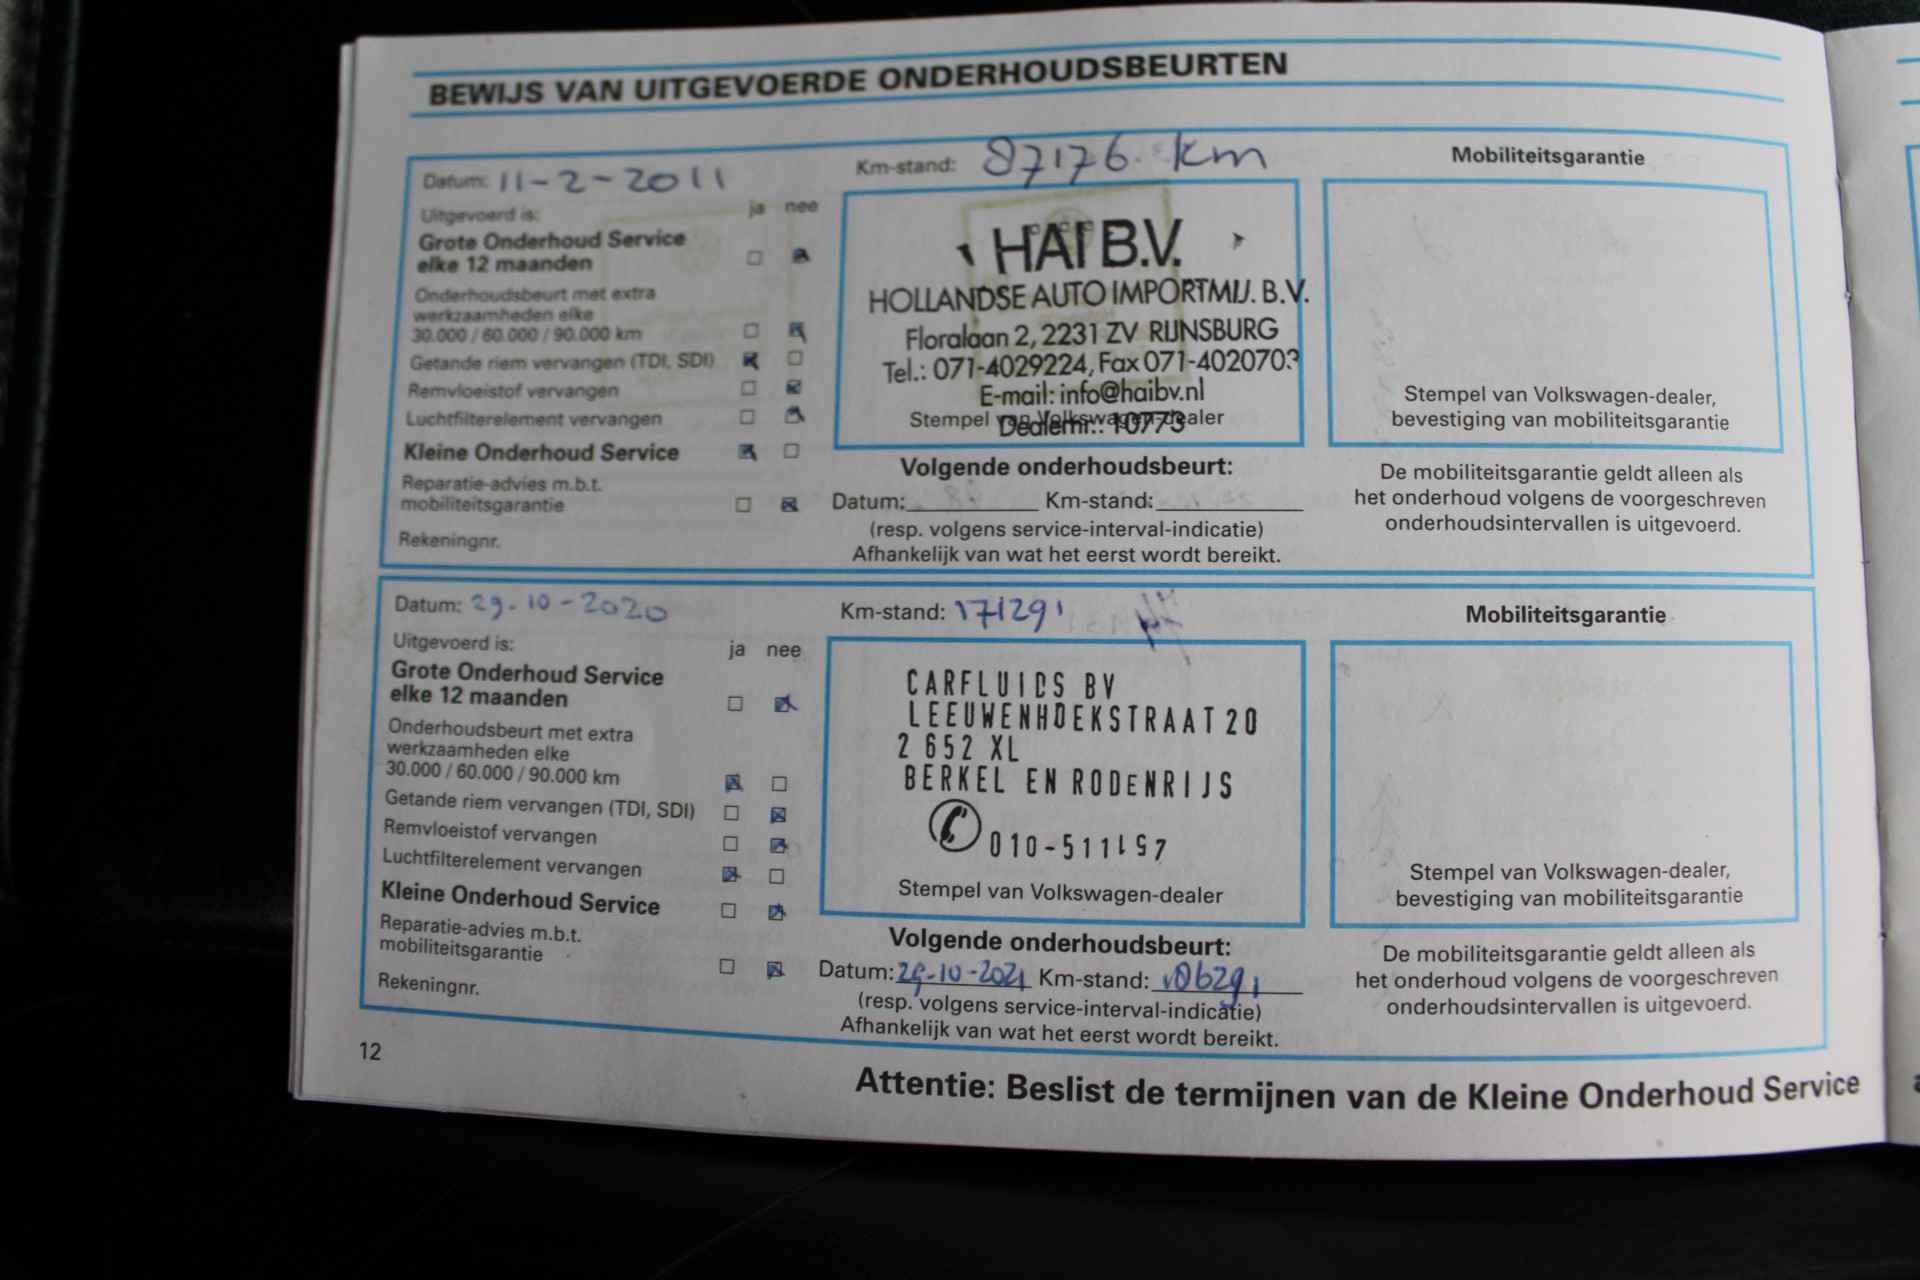 BEWIJS VAN UITGEVOERDE ONDERHOUDSBEURTEN
Datum: 11-2-2011
Km-stand: 87176 km
Mobiliteitsgarantie
Uitgevoerd is:
ja nee
Grote Onderhoud Service
elke 12 maanden
Onderhoudsbeurt met extra
werkzaamheden elke
30.000 / 60.000 / 90.000 km
Getande riem vervangen (TDI, SDI)
Remvloeistof vervangen
Luchtfilterelement vervangen
Kleine Onderhoud Service
Reparatie-advies m.b.t.
mobiliteitsgarantie
Rekeningnr.
HAI B.V.
HOLLANDSE AUTO IMPORTMIJ. B.V.
Floralaan 2, 2231 ZV RIJNSBURG
Tel.: 071-4029224, Fax 071-4020703
E-mail: info@haibv.nl
Stempel van Volkswagen-dealer
Dealernr.: 10773
Volgende onderhoudsbeurt:
Datum: Km-stand:
(resp. volgens service-interval-indicatie)
Afhankelijk van wat het eerst wordt bereikt.
Stempel van Volkswagen-dealer,
bevestiging van mobiliteitsgarantie
De mobiliteitsgarantie geldt alleen als
het onderhoud volgens de voorgeschreven
onderhoudsintervallen is uitgevoerd.
Datum: 29-10-2020
Km-stand: 171291
Mobiliteitsgarantie
Uitgevoerd is:
ja nee
Grote Onderhoud Service
elke 12 maanden
Onderhoudsbeurt met extra
werkzaamheden elke
30.000 / 60.000 / 90.000 km
Getande riem vervangen (TDI, SDI)
Remvloeistof vervangen
Luchtfilterelement vervangen
Kleine Onderhoud Service
Reparatie-advies m.b.t.
mobiliteitsgarantie
Rekeningnr.
CARFLUIDS BV
LEEUWENHOEKSTRAAT 20
2652 XL
BERKEL EN RODENRIJS
010-5111157
Stempel van Volkswagen-dealer
Volgende onderhoudsbeurt:
Datum: 29-10-2021 Km-stand:
(resp. volgens service-interval-indicatie)
Afhankelijk van wat het eerst wordt bereikt.
Stempel van Volkswagen-dealer,
bevestiging van mobiliteitsgarantie
De mobiliteitsgarantie geldt alleen als
het onderhoud volgens de voorgeschreven
onderhoudsintervallen is uitgevoerd.
12
Attentie: Beslist de termijnen van de Kleine Onderhoud Service